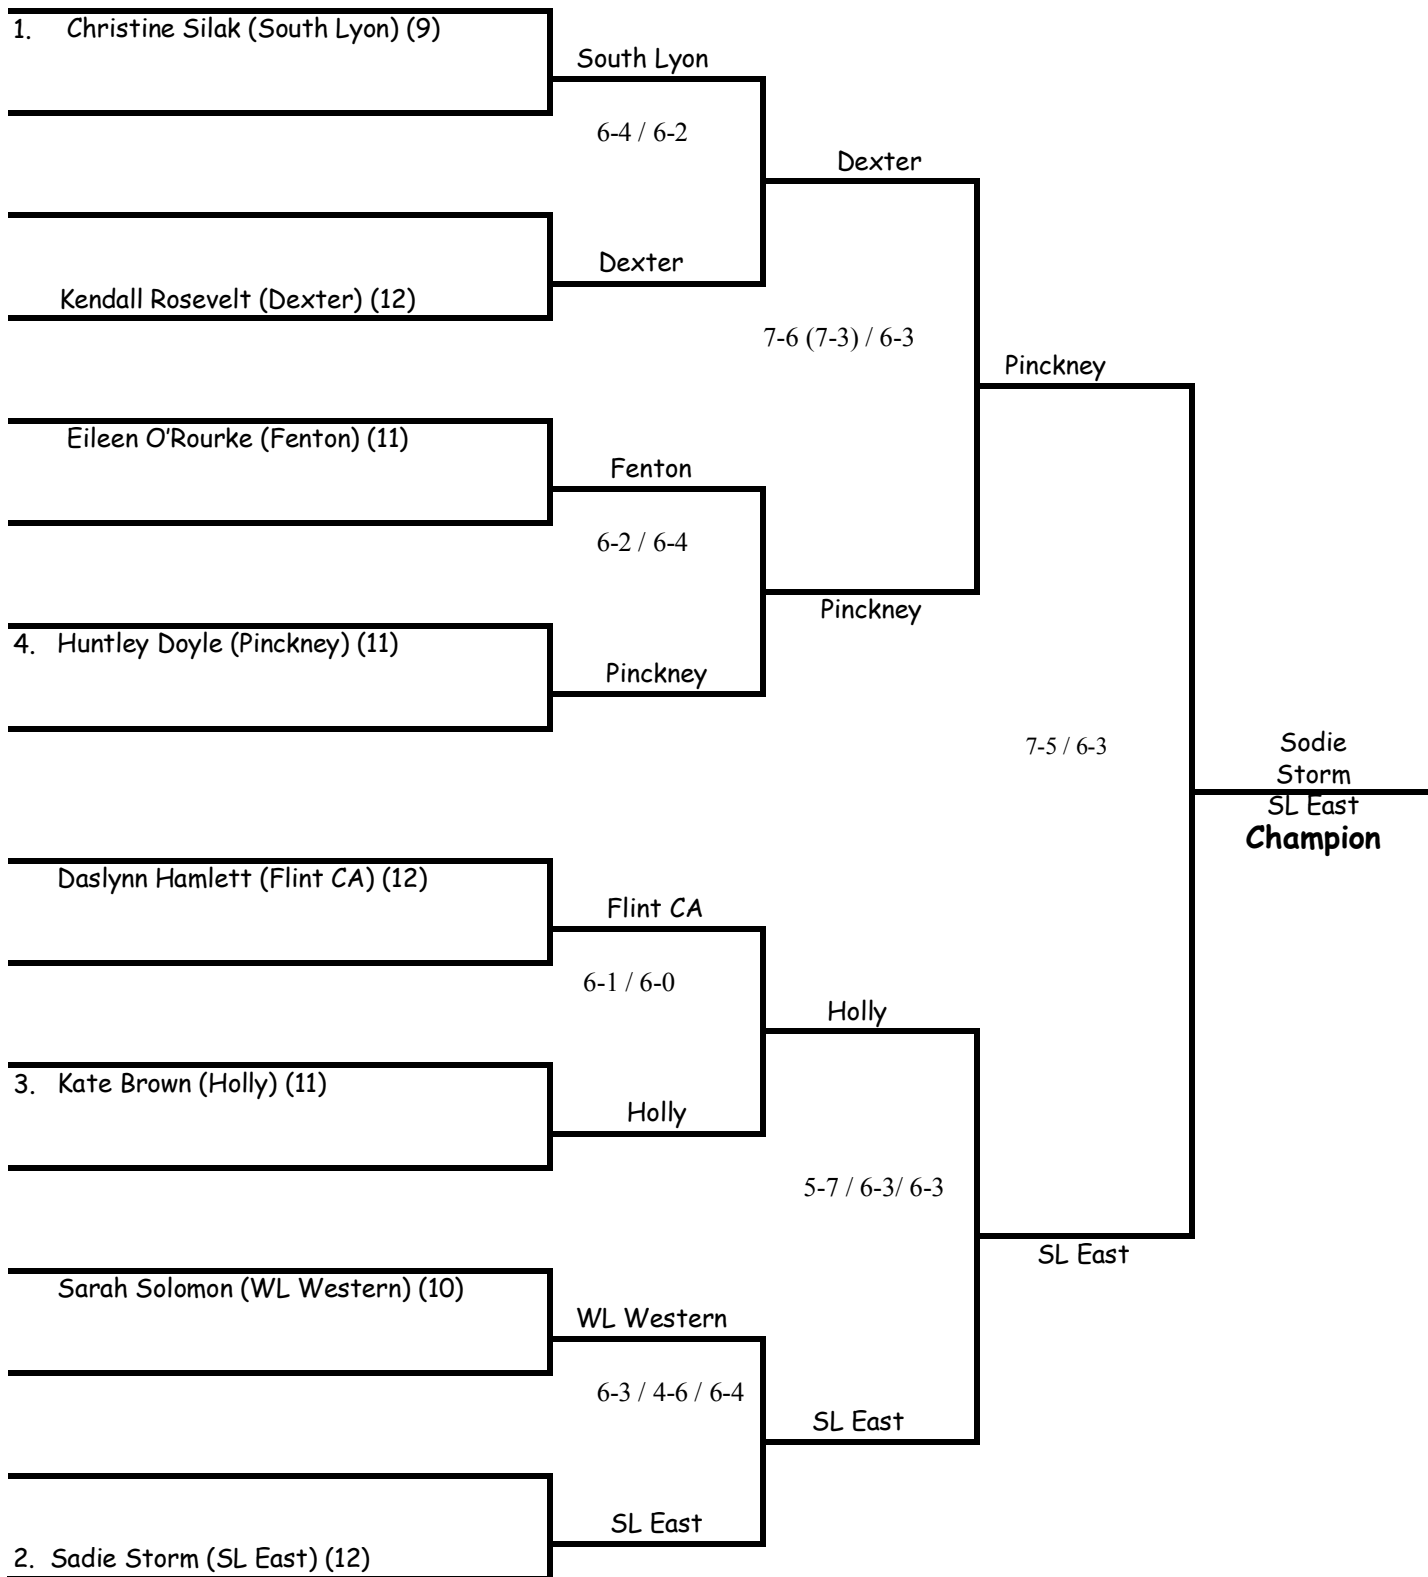 1. Christine Silak (South Lyon) (9)
South Lyon
6-4 / 6-2
Dexter
Dexter
Kendall Rosevelt (Dexter) (12)
7-6 (7-3) / 6-3
Pinckney
Eileen O'Rourke (Fenton) (11)
Fenton
6-2 / 6-4
Pinckney
4. Huntley Doyle (Pinckney) (11)
Pinckney
7-5 / 6-3
Sodie
Storm
SL East
Champion
Daslynn Hamlett (Flint CA) (12)
Flint CA
6-1 / 6-0
Holly
3. Kate Brown (Holly) (11)
Holly
5-7 / 6-3/ 6-3
SL East
Sarah Solomon (WL Western) (10)
WL Western
6-3 / 4-6 / 6-4
SL East
SL East
2. Sadie Storm (SL East) (12)